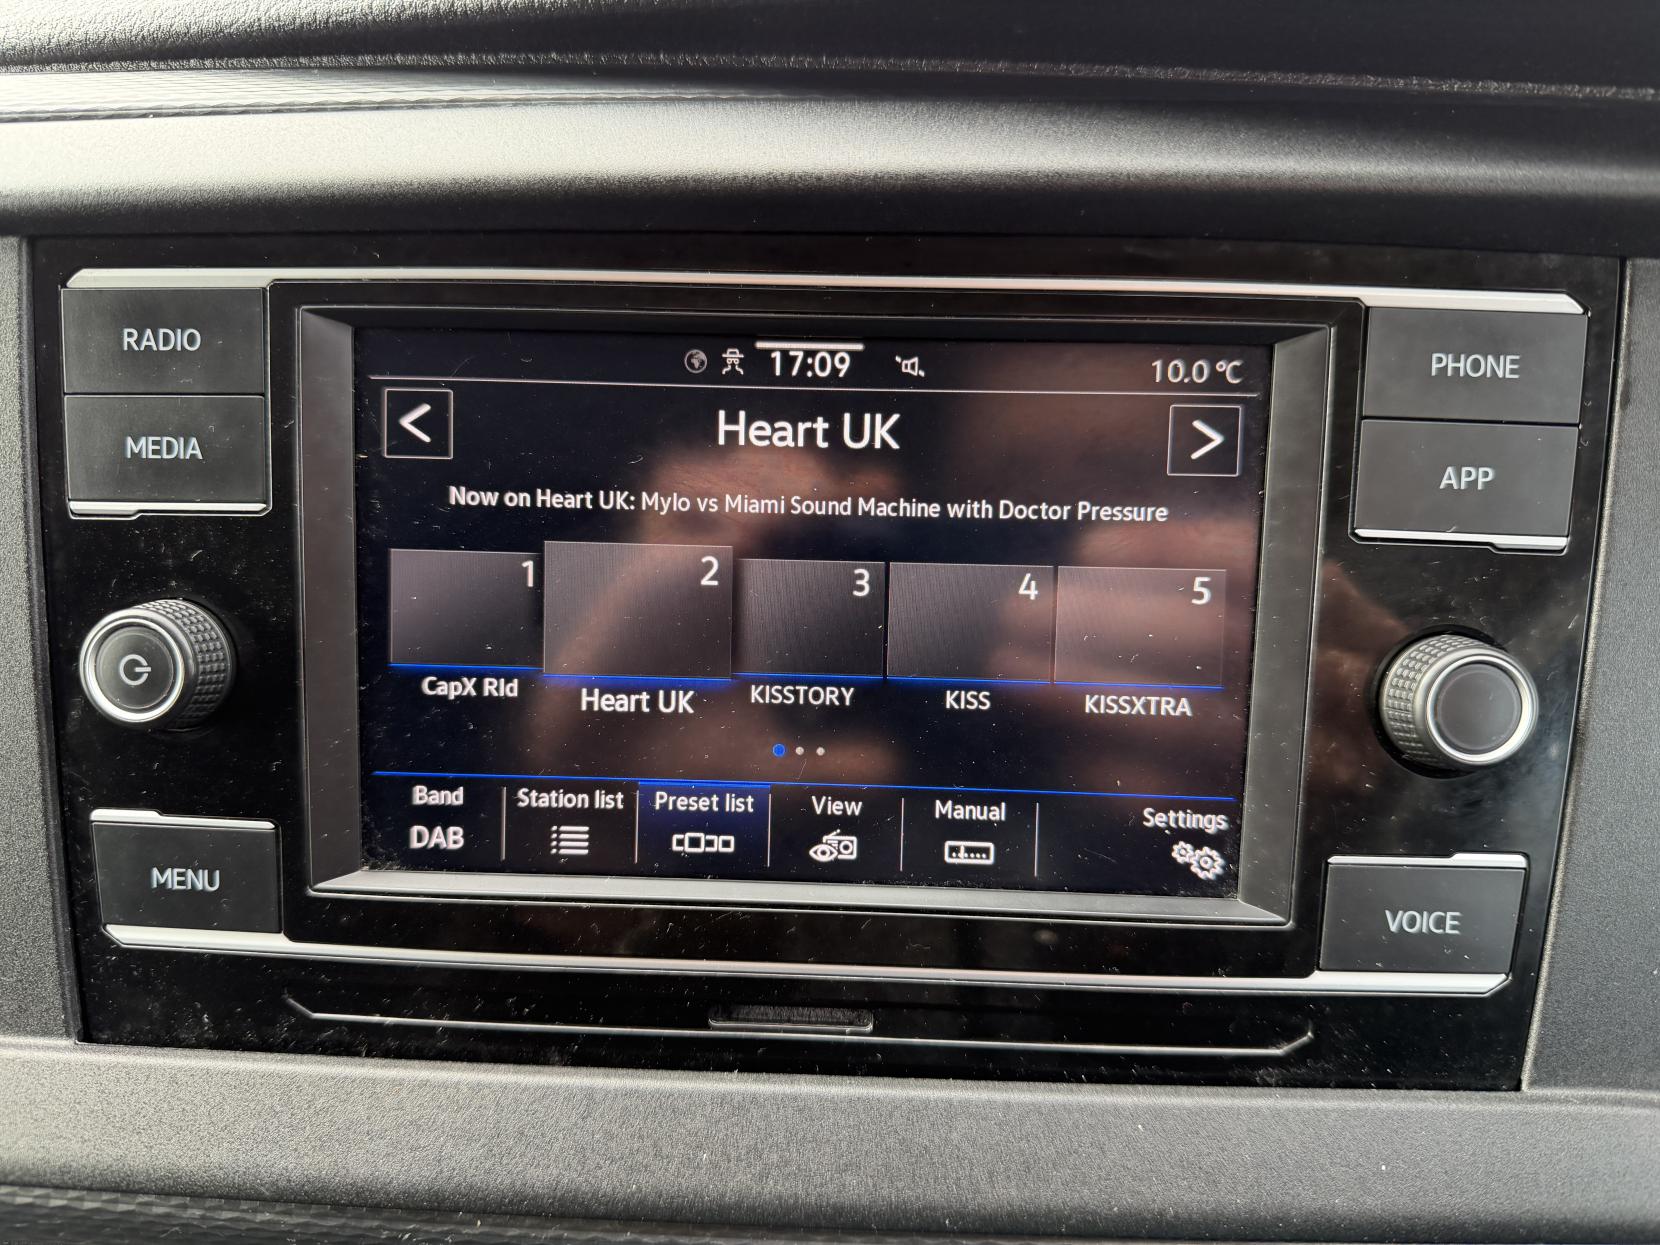 RADIO
MEDIA
MENU
17:09
10.0 °C
<
Heart UK
>
Now on Heart UK: Mylo vs Miami Sound Machine with Doctor Pressure
1
2
3
4
5
CapX Rld
Heart UK
KISSTORY
KISS
KISSXTRA
Band
DAB
Station list
Preset list
View
Manual
Settings
PHONE
APP
VOICE